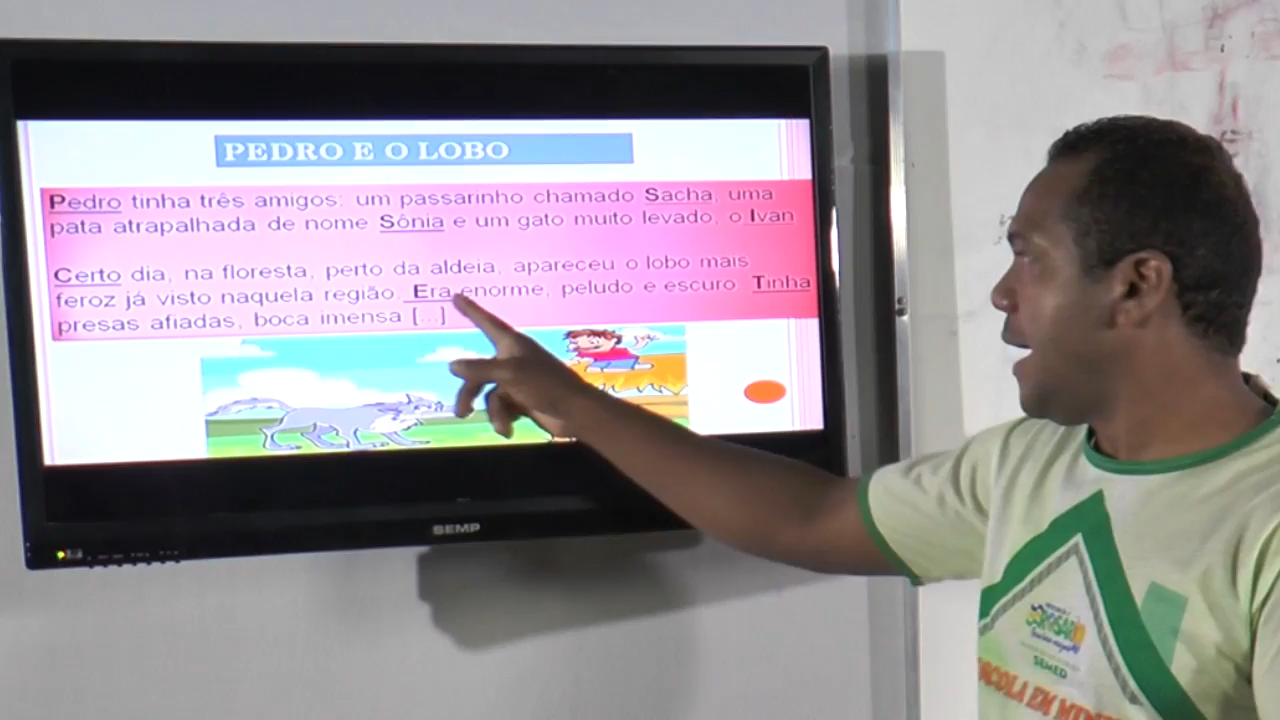 PEDRO E O LOBO
Pedro tinha três amigos: um passarinho chamado Sacha, uma
pata atrapalhada de nome Sônia e um gato muito levado, o Ivan
Certo dia, na floresta, perto da aldeia, apareceu o lobo mais
feroz já visto naquela região. Era enorme, peludo e escuro. Tinha
presas afiadas, boca imensa [...]
SEMP
SEMED
EM